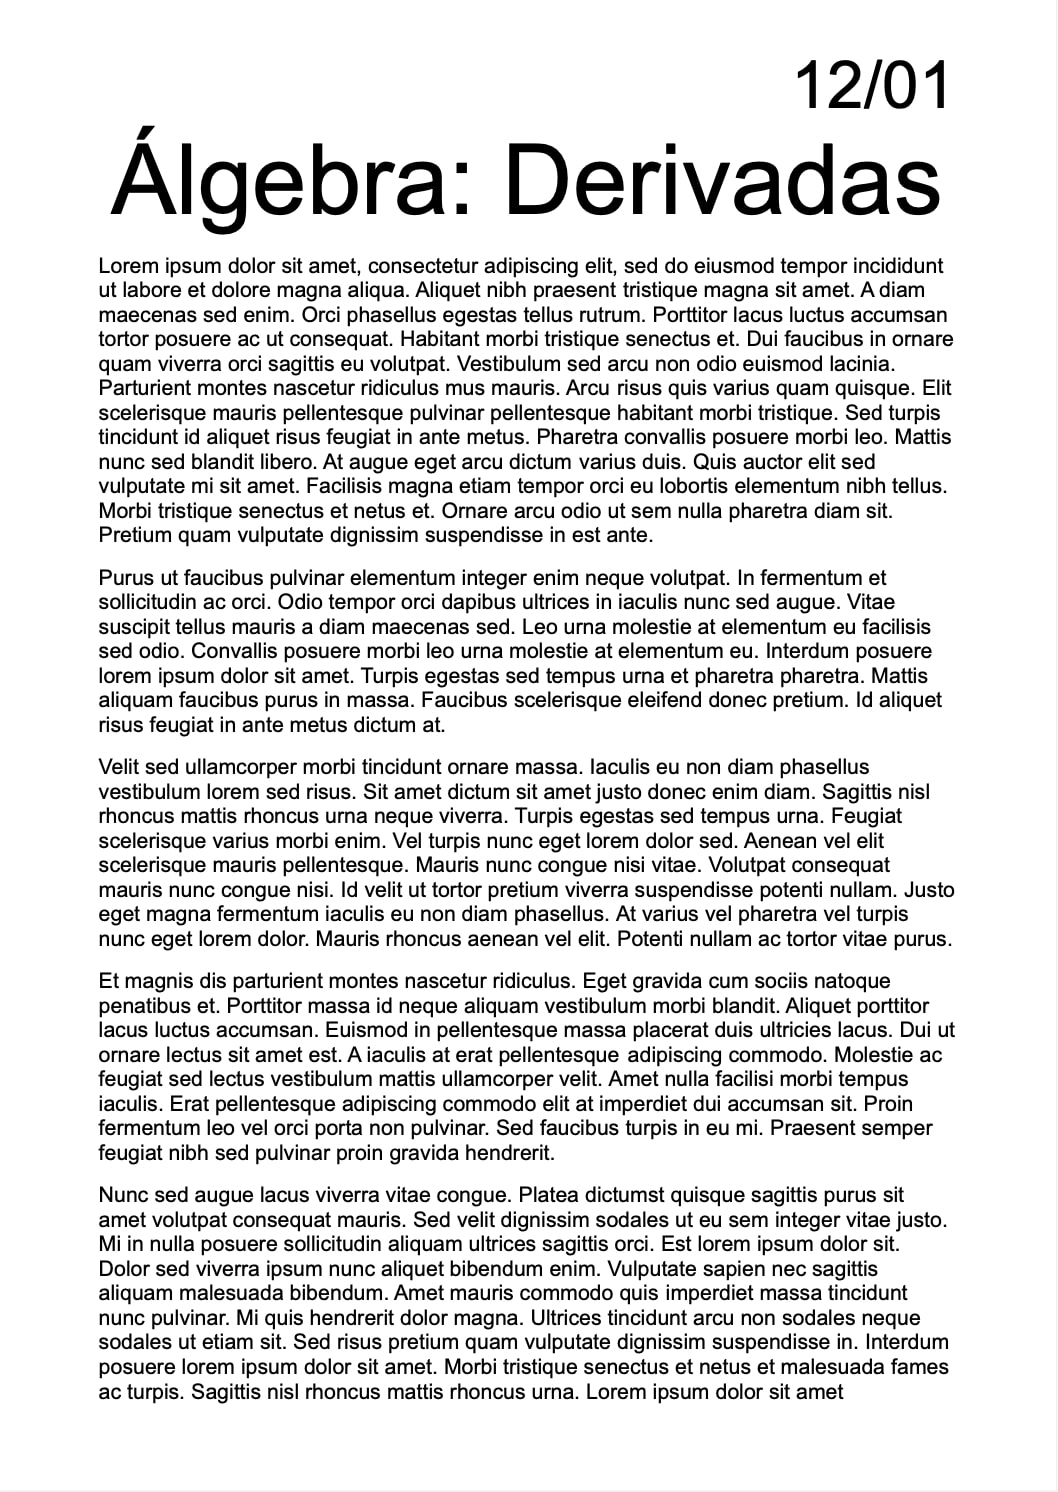 12/01
Álgebra: Derivadas
Lorem ipsum dolor sit amet, consectetur adipiscing elit, sed do eiusmod tempor incididunt
ut labore et dolore magna aliqua. Aliquet nibh praesent tristique magna sit amet. A diam
maecenas sed enim. Orci phasellus egestas tellus rutrum. Porttitor lacus luctus accumsan
tortor posuere ac ut consequat. Habitant morbi tristique senectus et. Dui faucibus in ornare
quam viverra orci sagittis eu volutpat. Vestibulum sed arcu non odio euismod lacinia.
Parturient montes nascetur ridiculus mus mauris. Arcu risus quis varius quam quisque. Elit
scelerisque mauris pellentesque pulvinar pellentesque habitant morbi tristique. Sed turpis
tincidunt id aliquet risus feugiat in ante metus. Pharetra convallis posuere morbi leo. Mattis
nunc sed blandit libero. At augue eget arcu dictum varius duis. Quis auctor elit sed
vulputate mi sit amet. Facilisis magna etiam tempor orci eu lobortis elementum nibh tellus.
Morbi tristique senectus et netus et. Ornare arcu odio ut sem nulla pharetra diam sit.
Pretium quam vulputate dignissim suspendisse in est ante.
Purus ut faucibus pulvinar elementum integer enim neque volutpat. In fermentum et
sollicitudin ac orci. Odio tempor orci dapibus ultrices in iaculis nunc sed augue. Vitae
suscipit tellus mauris a diam maecenas sed. Leo urna molestie at elementum eu facilisis
sed odio. Convallis posuere morbi leo urna molestie at elementum eu. Interdum posuere
lorem ipsum dolor sit amet. Turpis egestas sed tempus urna et pharetra pharetra. Mattis
aliquam faucibus purus in massa. Faucibus scelerisque eleifend donec pretium. Id aliquet
risus feugiat in ante metus dictum at.
Velit sed ullamcorper morbi tincidunt ornare massa. Iaculis eu non diam phasellus
vestibulum lorem sed risus. Sit amet dictum sit amet justo donec enim diam. Sagittis nisl
rhoncus mattis rhoncus urna neque viverra. Turpis egestas sed tempus urna. Feugiat
scelerisque varius morbi enim. Vel turpis nunc eget lorem dolor sed. Aenean vel elit
scelerisque mauris pellentesque. Mauris nunc congue nisi vitae. Volutpat consequat
mauris nunc congue nisi. Id velit ut tortor pretium viverra suspendisse potenti nullam. Justo
eget magna fermentum iaculis eu non diam phasellus. At varius vel pharetra vel turpis
nunc eget lorem dolor. Mauris rhoncus aenean vel elit. Potenti nullam ac tortor vitae purus.
Et magnis dis parturient montes nascetur ridiculus. Eget gravida cum sociis natoque
penatibus et. Porttitor massa id neque aliquam vestibulum morbi blandit. Aliquet porttitor
lacus luctus accumsan. Euismod in pellentesque massa placerat duis ultricies lacus. Dui ut
ornare lectus sit amet est. A iaculis at erat pellentesque adipiscing commodo. Molestie ac
feugiat sed lectus vestibulum mattis ullamcorper velit. Amet nulla facilisi morbi tempus
iaculis. Erat pellentesque adipiscing commodo elit at imperdiet dui accumsan sit. Proin
fermentum leo vel orci porta non pulvinar. Sed faucibus turpis in eu mi. Praesent semper
feugiat nibh sed pulvinar proin gravida hendrerit.
Nunc sed augue lacus viverra vitae congue. Platea dictumst quisque sagittis purus sit
amet volutpat consequat mauris. Sed velit dignissim sodales ut eu sem integer vitae justo.
Mi in nulla posuere sollicitudin aliquam ultrices sagittis orci. Est lorem ipsum dolor sit.
Dolor sed viverra ipsum nunc aliquet bibendum enim. Vulputate sapien nec sagittis
aliquam malesuada bibendum. Amet mauris commodo quis imperdiet massa tincidunt
nunc pulvinar. Mi quis hendrerit dolor magna. Ultrices tincidunt arcu non sodales neque
sodales ut etiam sit. Sed risus pretium quam vulputate dignissim suspendisse in. Interdum
posuere lorem ipsum dolor sit amet. Morbi tristique senectus et netus et malesuada fames
ac turpis. Sagittis nisl rhoncus mattis rhoncus urna. Lorem ipsum dolor sit amet